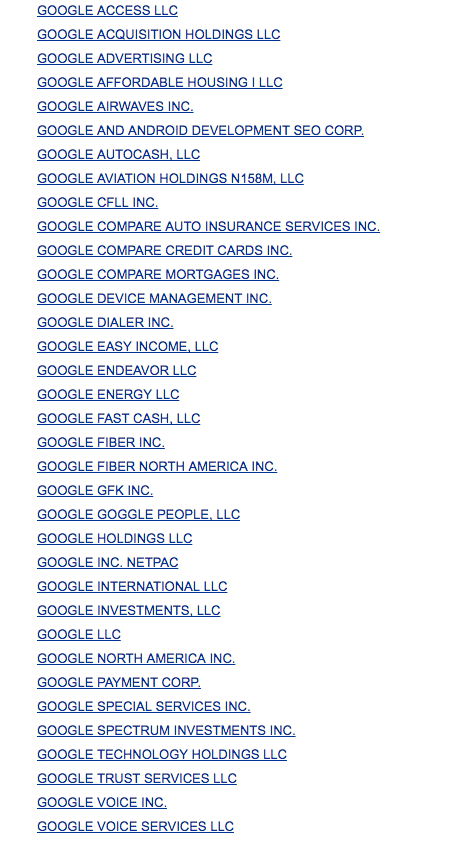 GOOGLE ACCESS LLC
GOOGLE ACQUISITION HOLDINGS LLC
GOOGLE ADVERTISING LLC
GOOGLE AFFORDABLE HOUSING I LLC
GOOGLE AIRWAVES INC.
GOOGLE AND ANDROID DEVELOPMENT SEO CORP.
GOOGLE AUTOCASH, LLC
GOOGLE AVIATION HOLDINGS N158M, LLC
GOOGLE CFLL INC.
GOOGLE COMPARE AUTO INSURANCE SERVICES INC.
GOOGLE COMPARE CREDIT CARDS INC.
GOOGLE COMPARE MORTGAGES INC.
GOOGLE DEVICE MANAGEMENT INC.
GOOGLE DIALER INC.
GOOGLE EASY INCOME, LLC
GOOGLE ENDEAVOR LLC
GOOGLE ENERGY LLC
GOOGLE FAST CASH, LLC
GOOGLE FIBER INC.
GOOGLE FIBER NORTH AMERICA INC.
GOOGLE GFK INC.
GOOGLE GOGGLE PEOPLE, LLC
GOOGLE HOLDINGS LLC
GOOGLE INC. NETPAC
GOOGLE INTERNATIONAL LLC
GOOGLE INVESTMENTS, LLC
GOOGLE LLC
GOOGLE NORTH AMERICA INC.
GOOGLE PAYMENT CORP.
GOOGLE SPECIAL SERVICES INC.
GOOGLE SPECTRUM INVESTMENTS INC.
GOOGLE TECHNOLOGY HOLDINGS LLC
GOOGLE TRUST SERVICES LLC
GOOGLE VOICE INC.
GOOGLE VOICE SERVICES LLC